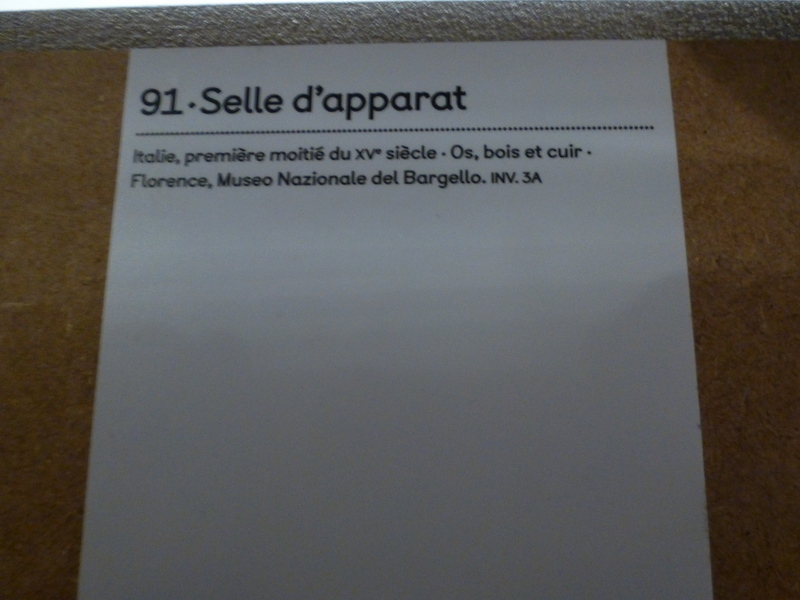 91·Selle d'apparat
Italie, première moitié du XVᵉ siècle · Os, bois et cuir ·
Florence, Museo Nazionale del Bargello. INV. 3A